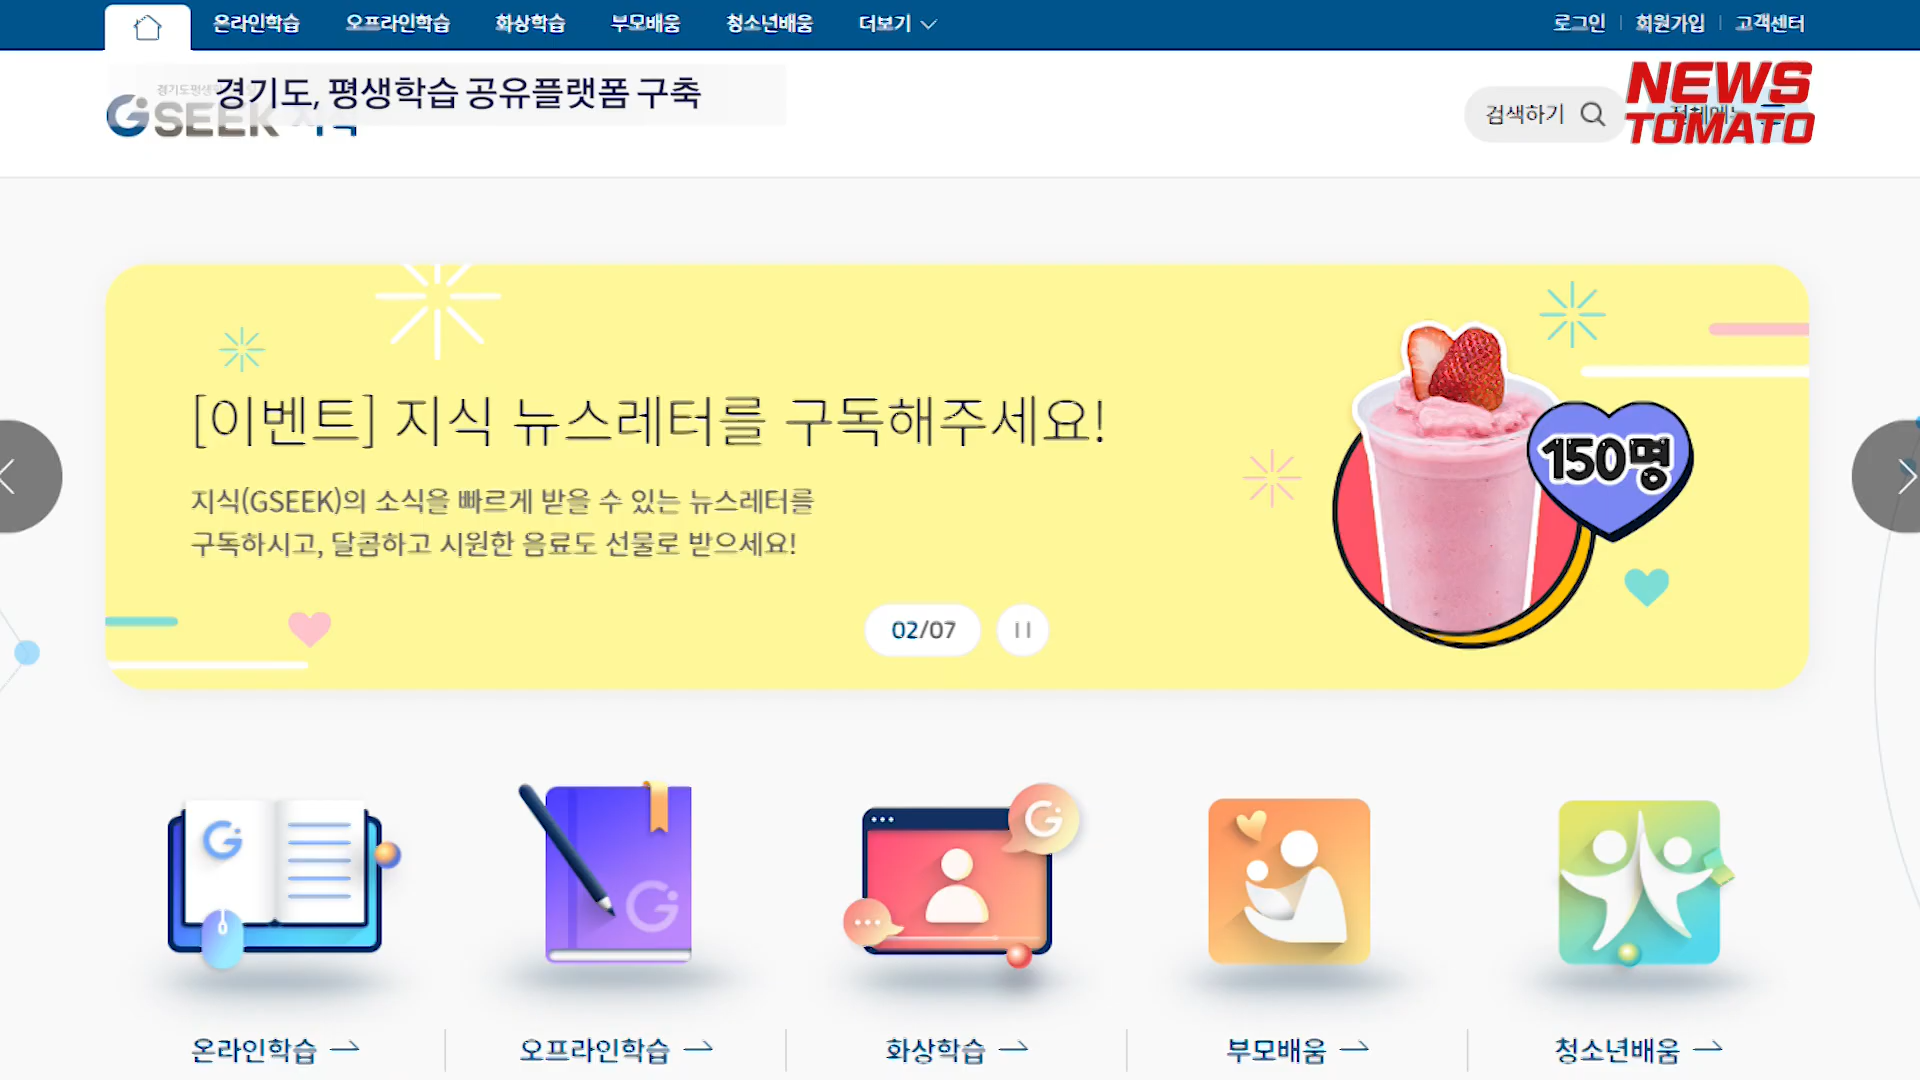 온라인학습 오프라인학습 화상학습 부모배움 청소년배움 더보기 로그인 회원가입 고객센터
경기도, 평생학습 공유플랫폼 구축
GSEEK 지식
검색하기
NEWS
TOMATO
[이벤트] 지식 뉴스레터를 구독해주세요!
지식(GSEEK)의 소식을 빠르게 받을 수 있는 뉴스레터를
구독하시고, 달콤하고 시원한 음료도 선물로 받으세요!
150명
02/07
온라인학습
오프라인학습
화상학습
부모배움
청소년배움